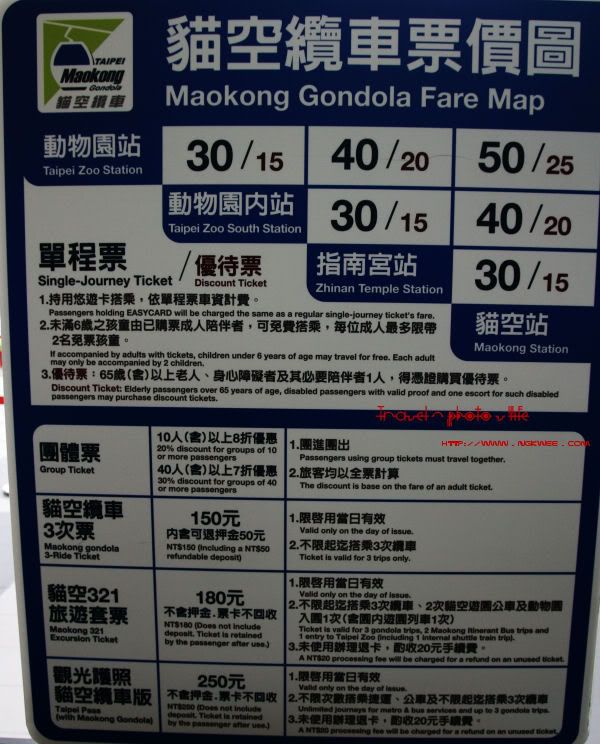 TAIPEI
Maokong
Gondola
貓空纜車
貓空纜車票價圖
Maokong Gondola Fare Map
動物園站
Taipei Zoo Station
30/15
40/20
50/25
動物園内站
Taipei Zoo South Station
30/15
40/20
單程票
Single-Journey Ticket
/優待票
Discount Ticket
指南宮站
Zhinan Temple Station
30/15
貓空站
Maokong Station
1.持用悠遊卡搭乘，依單程票車資計費。
Passengers holding EASYCARD will be charged the same as a regular single-journey ticket's fare.
2.未滿6歲之孩童由已購票成人陪伴者，可免費搭乘，每位成人最多限帶
2名免票孩童。
If accompanied by adults with tickets, children under 6 years of age may travel for free. Each adult
may only be accompanied by 2 children.
3.優待票：65歲(含)以上老人、身心障礙者及其必要陪伴者1人，得憑證購買優待票。
Discount Ticket: Elderly passengers over 65 years of age, disabled passengers with valid proof and one escort for such disabled
passengers may purchase discount tickets.
HTTP://WWW.NGKWEE.COM
團體票
Group Ticket
10人(含)以上8折優惠
20% discount for groups of 10
or more passengers
40人(含)以上7折優惠
30% discount for groups of 40
or more passengers
1.團進團出
Passengers using group tickets must travel together.
2.旅客均以全票計算
The discount is base on the fare of an adult ticket.
貓空纜車
3次票
Maokong gondola
3-Ride Ticket
150元
內含可退押金50元
NT$150 (Including a NT$50
refundable deposit)
1.限啓用當日有效
Valid only on the day of issue.
2.不限起迄搭乘3次纜車
Ticket is valid for 3 trips only.
貓空321
旅遊套票
Maokong 321
Excursion Ticket
180元
不含押金．票卡不回收
NT$180 (Does not include
deposit. Ticket is retained
by the passenger after use.)
1.限啓用當日有效
Valid only on the day of issue.
2.不限起迄搭乘3次纜車、2次貓空遊園公車及動物園
入園1次(含園内遊園列車1次)
Ticket is valid for 3 gondola trips, 2 Maokong Itinerant Bus trips and
1 entry to Taipei Zoo (including 1 internal shuttle train trip).
3.未使用辦理退卡，酌收20元手續費。
A NT$20 processing fee will be charged for a refund on an unused ticket.
觀光護照
貓空纜車版
Taipei Pass
(with Maokong Gondola)
250元
不含押金．票卡不回收
NT$250 (Does not include
deposit. Ticket is retained
by the passenger after use.)
1.限啓用當日有效
Valid only on the day of issue.
2.不限次數搭乘捷運、公車及不限起迄搭乘3次纜車
Unlimited journeys for metro & bus services and up to 3 gondola trips.
3.未使用辦理退卡，酌收20元手續費。
A NT$20 processing fee will be charged for a refund on an unused ticket.